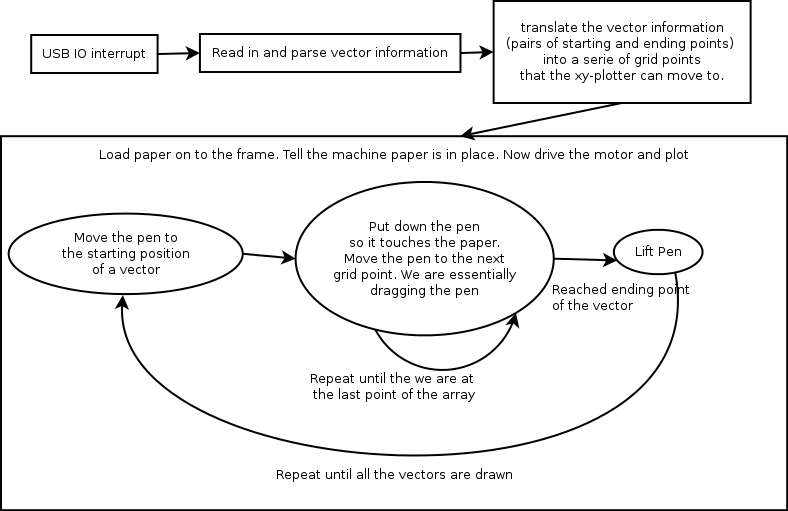 USB IO interrupt
Read in and parse vector information
translate the vector information
(pairs of starting and ending points)
into a serie of grid points
that the xy-plotter can move to.
Load paper on to the frame. Tell the machine paper is in place. Now drive the motor and plot
Move the pen to
the starting position
of a vector
Put down the pen
so it touches the paper.
Move the pen to the next
grid point. We are essentially
dragging the pen
Lift Pen
Reached ending point
of the vector
Repeat until the we are at
the last point of the array
Repeat until all the vectors are drawn